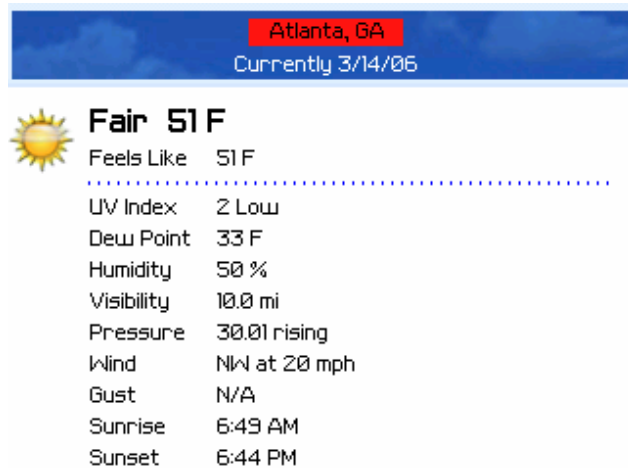 Atlanta, GA
Currently 3/14/06
Fair 51 F
Feels Like 51 F
UV Index 2 Low
Dew Point 33 F
Humidity 50 %
Visibility 10.0 mi
Pressure 30.01 rising
Wind NW at 20 mph
Gust N/A
Sunrise 6:49 AM
Sunset 6:44 PM